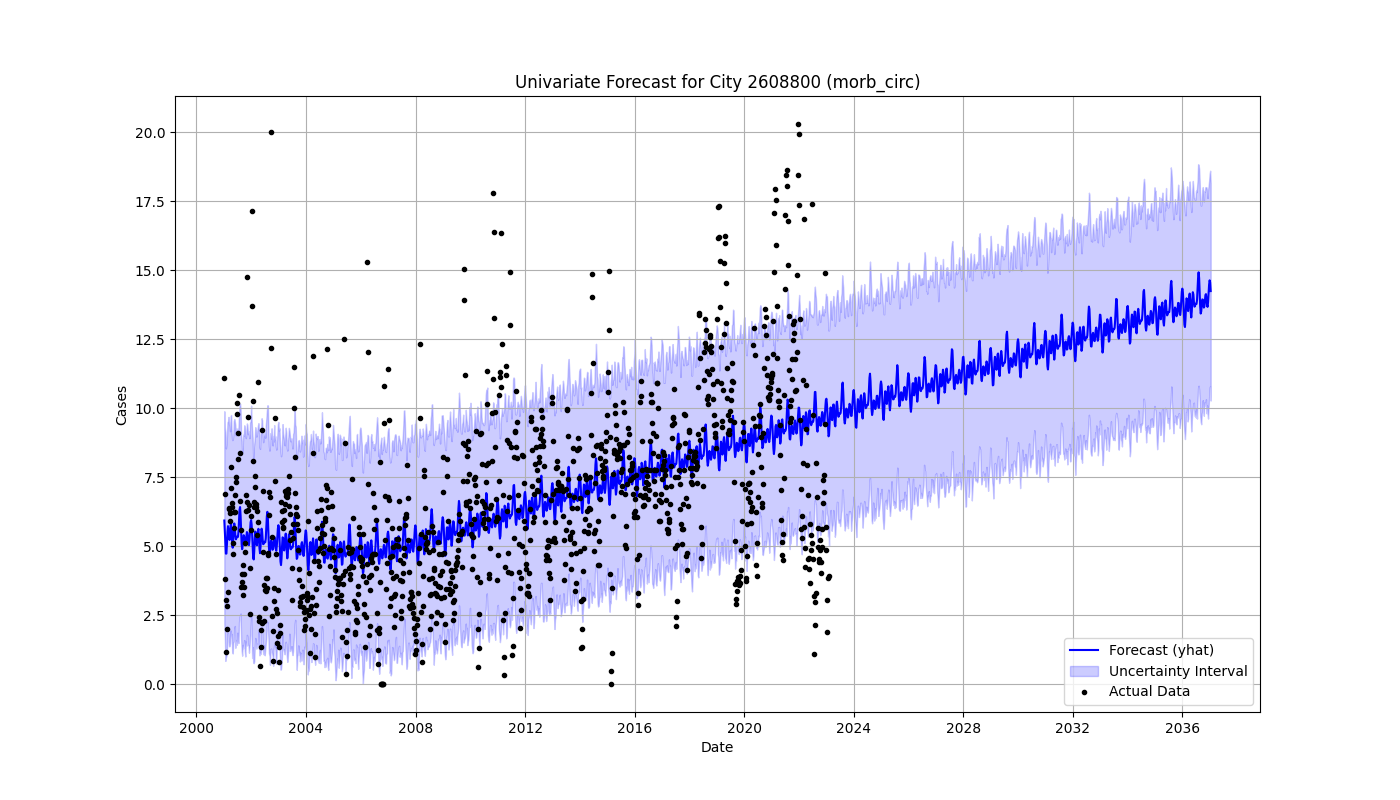 Univariate Forecast for City 2608800 (morb_circ)
20.0
17.5
15.0
12.5
10.0
7.5
5.0
2.5
0.0
Cases
2000 2004 2008 2012 2016 2020 2024 2028 2032 2036
Date
Forecast (yhat)
Uncertainty Interval
Actual Data